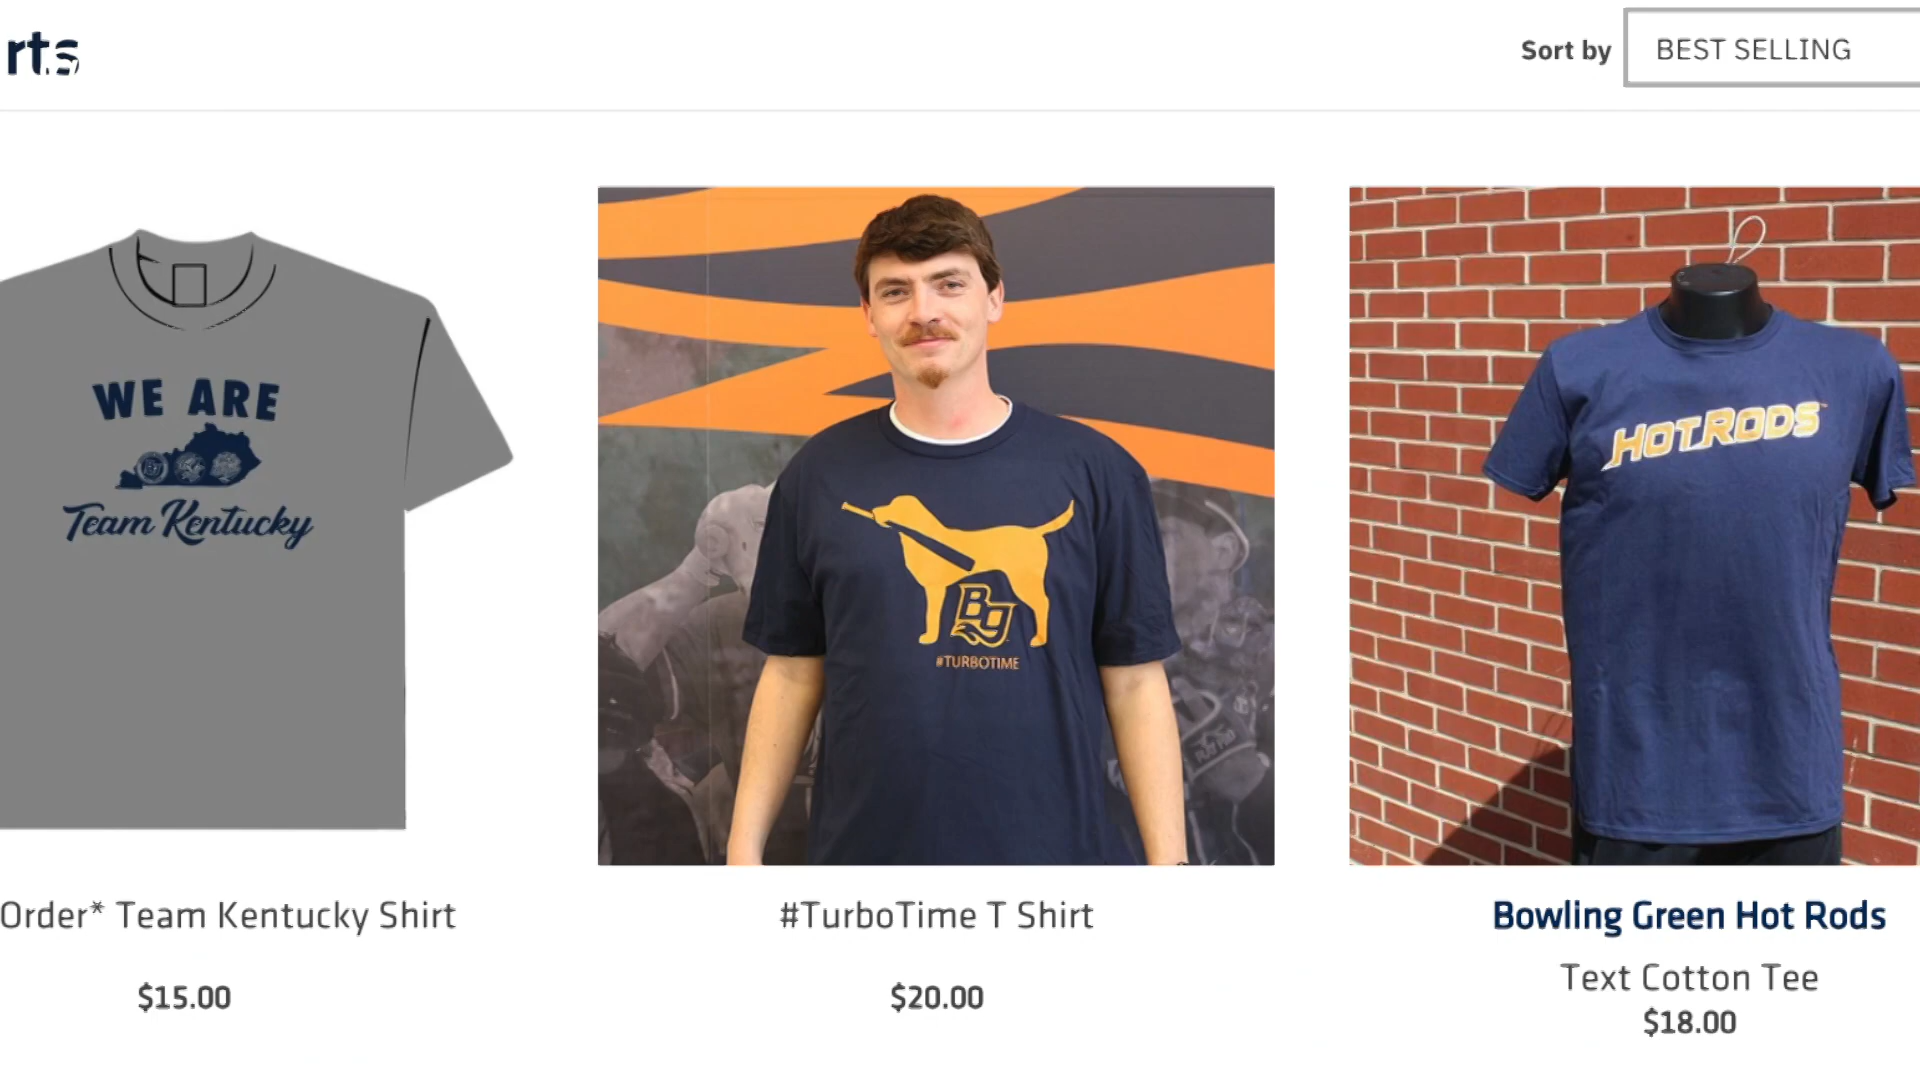 rts
Sort by
BEST SELLING
WE ARE
Team Kentucky
BG
#TURBOTIME
HOTRODS
Order* Team Kentucky Shirt
$15.00
#TurboTime T Shirt
$20.00
Bowling Green Hot Rods
Text Cotton Tee
$18.00